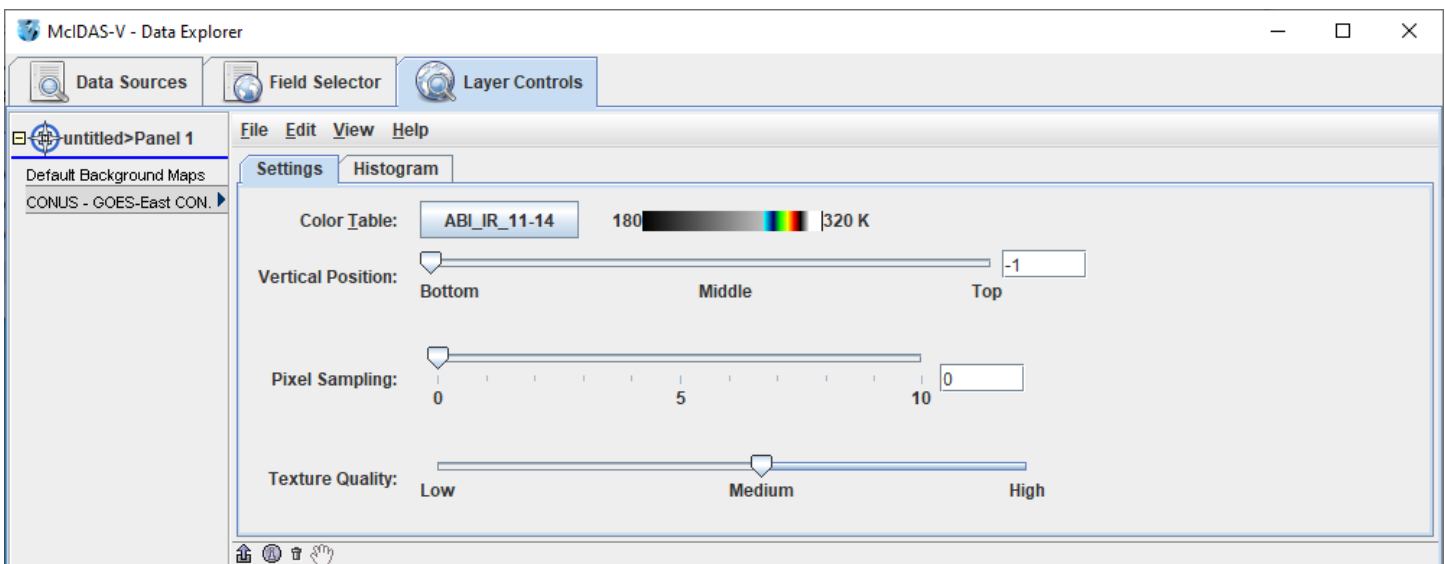 McIDAS-V - Data Explorer
Data Sources Field Selector Layer Controls
untitled>Panel 1
Default Background Maps
CONUS - GOES-East CON.
File Edit View Help
Settings Histogram
Color Table: ABI_IR_11-14 180 320 K
Vertical Position: -1
Bottom Middle Top
Pixel Sampling: 0
0 5 10
Texture Quality:
Low Medium High